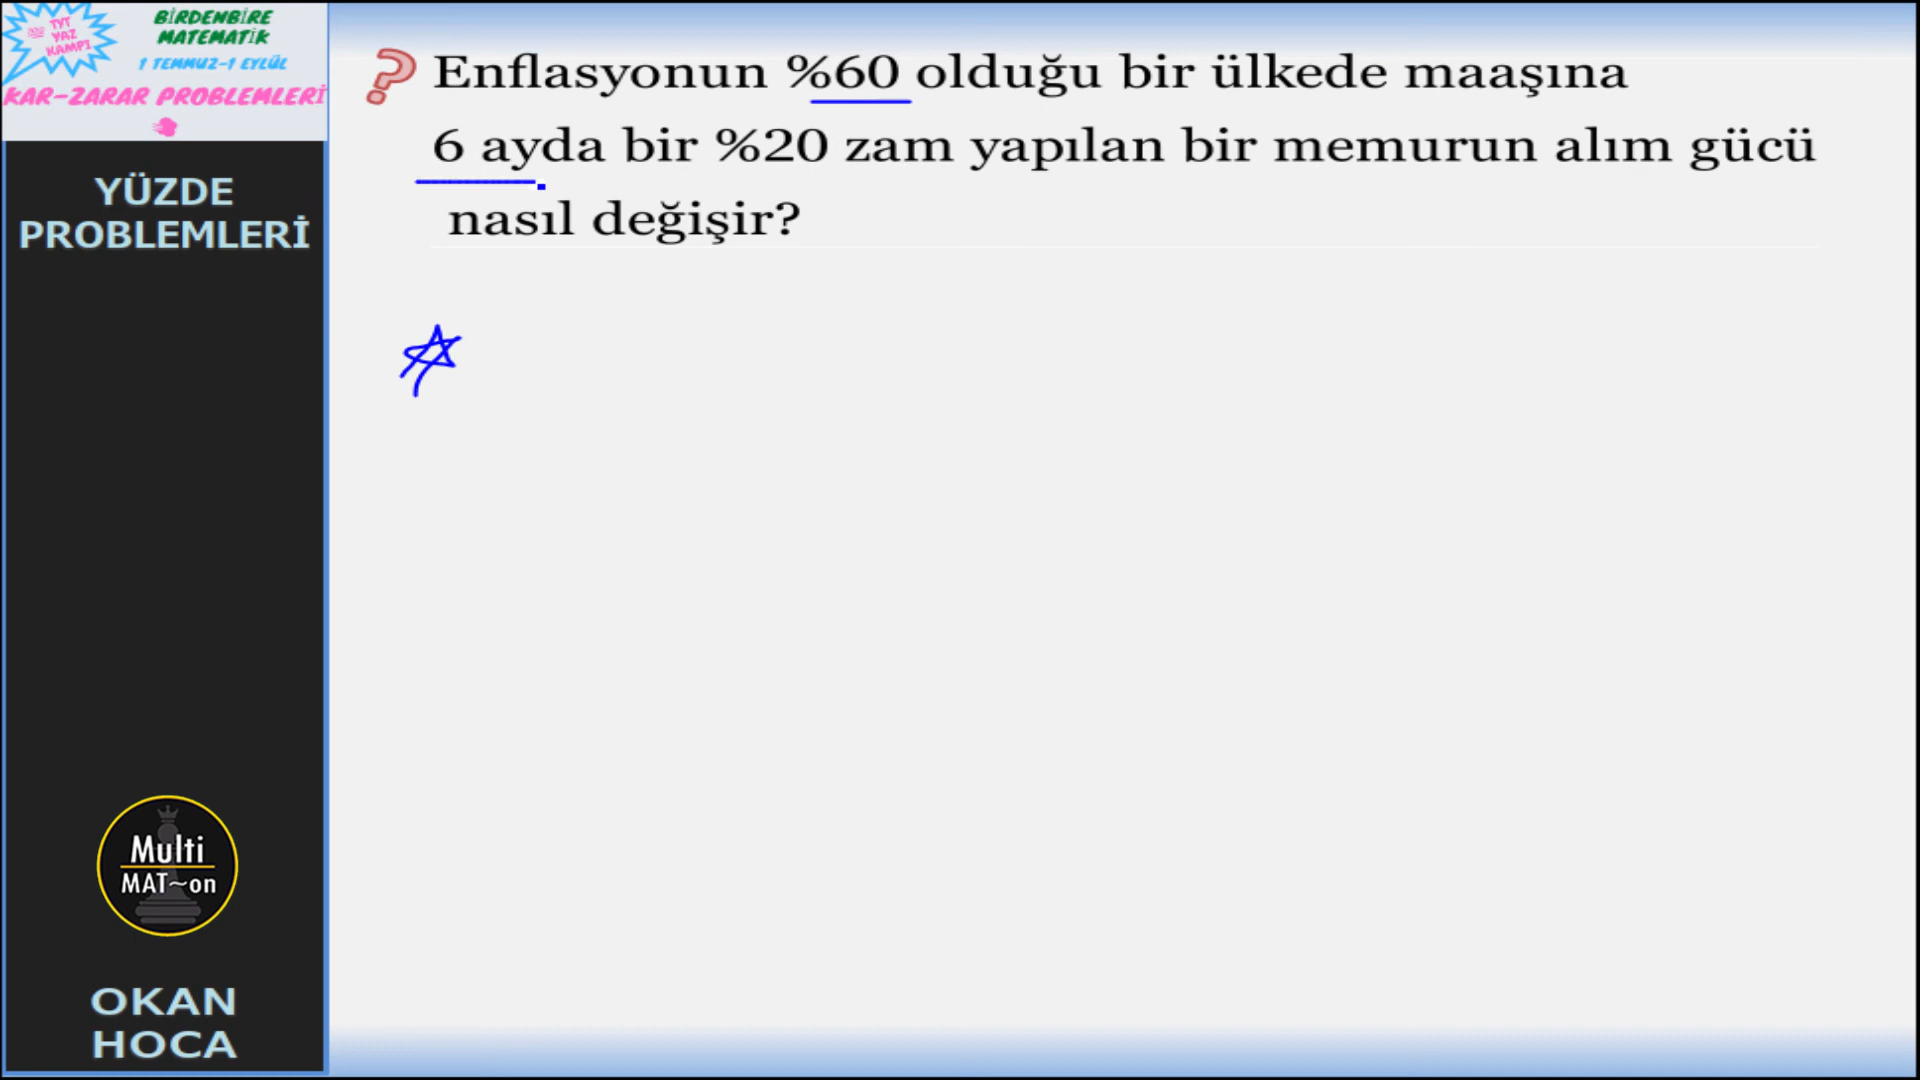 TYT
YAZ
KAMPI
BİRDENBİRE
MATEMATİK
1 TEMMUZ-1 EYLÜL
KAR-ZARAR PROBLEMLERİ
YÜZDE
PROBLEMLERİ
Enflasyonun %60 olduğu bir ülkede maaşına
6 ayda bir %20 zam yapılan bir memurun alım gücü
nasıl değişir?
Multi
MAT~on
OKAN
HOCA